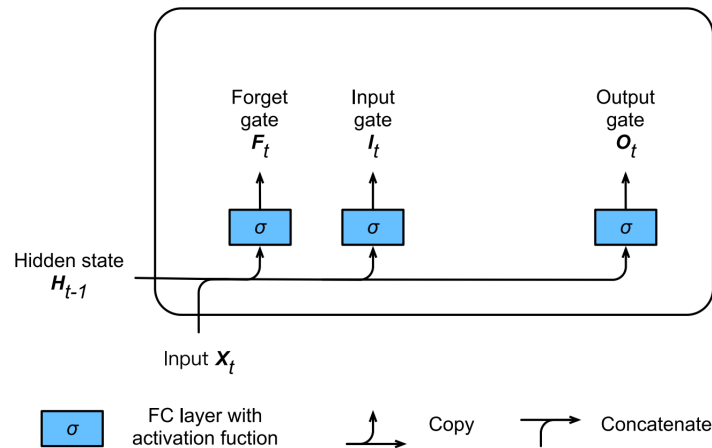 Forget
gate
F_t
Input
gate
I_t
Output
gate
O_t
σ
σ
σ
Hidden state
H_t-1
Input X_t
σ
FC layer with
activation fuction
Copy
Concatenate